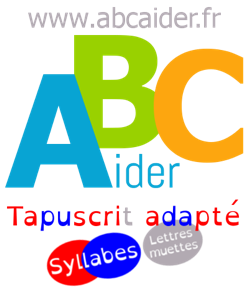 www.abcaider.fr
ABC
Aider
Tapuscrit adapté
Syllabes
Lettres
muettes